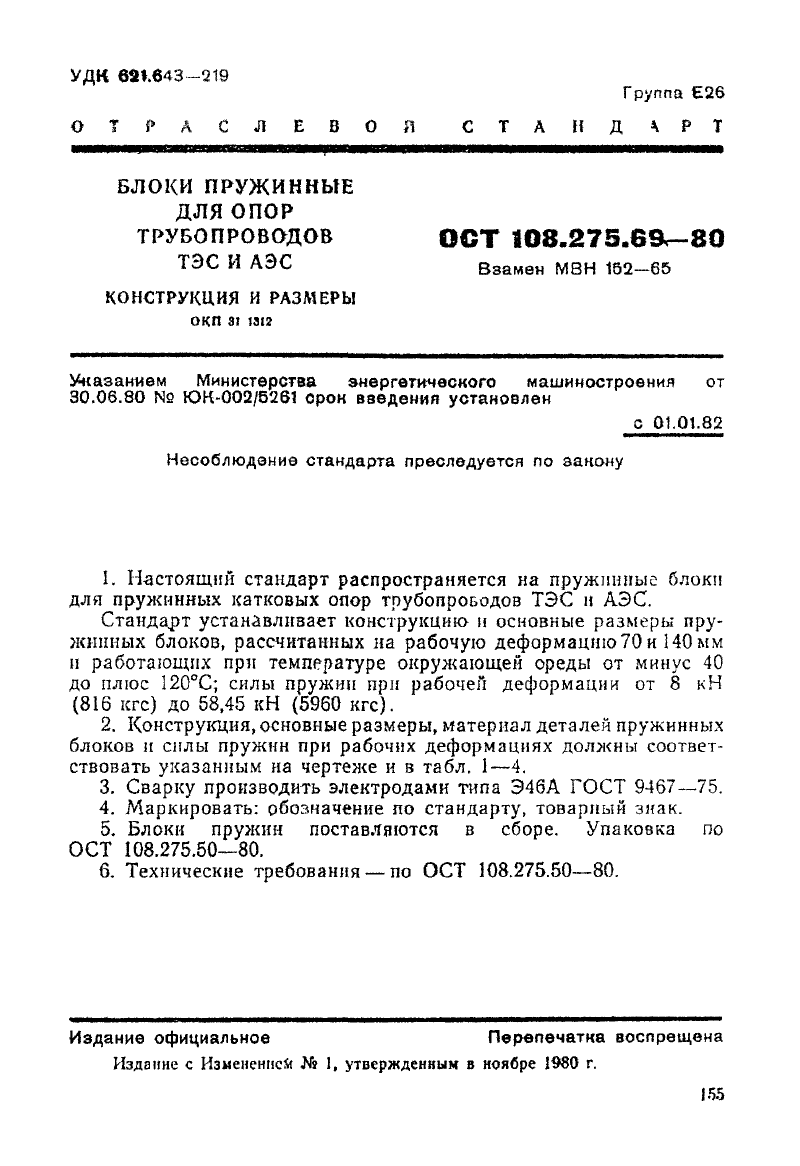 УДК 621.643—219
Группа Е26
ОТРАСЛЕВОЙ СТАНДАРТ
БЛОКИ ПРУЖИННЫЕ
ДЛЯ ОПОР
ТРУБОПРОВОДОВ
ТЭС И АЭС
КОНСТРУКЦИЯ И РАЗМЕРЫ
ОКП 31 1312
ОСТ 108.275.69—80
Взамен МВН 152—65
Указанием Министерства энергетического машиностроения от
30.06.80 № ЮК-002/5261 срок введения установлен
с 01.01.82
Несоблюдение стандарта преследуется по закону
1. Настоящий стандарт распространяется на пружинные блоки
для пружинных катковых опор трубопроводов ТЭС и АЭС.
Стандарт устанавливает конструкцию и основные размеры пру-
жинных блоков, рассчитанных на рабочую деформацию 70 и 140 мм
и работающих при температуре окружающей среды от минус 40
до плюс 120°С; силы пружин при рабочей деформации от 8 кН
(816 кгс) до 58,45 кН (5960 кгс).
2. Конструкция, основные размеры, материал деталей пружинных
блоков и силы пружин при рабочих деформациях должны соответ-
ствовать указанным на чертеже и в табл. 1—4.
3. Сварку производить электродами типа Э46А ГОСТ 9467—75.
4. Маркировать: обозначение по стандарту, товарный знак.
5. Блоки пружин поставляются в сборе. Упаковка по
ОСТ 108.275.50—80.
6. Технические требования — по ОСТ 108.275.50—80.
Издание официальное
Перепечатка воспрещена
Издание с Изменением № 1, утвержденным в ноябре 1980 г.
155